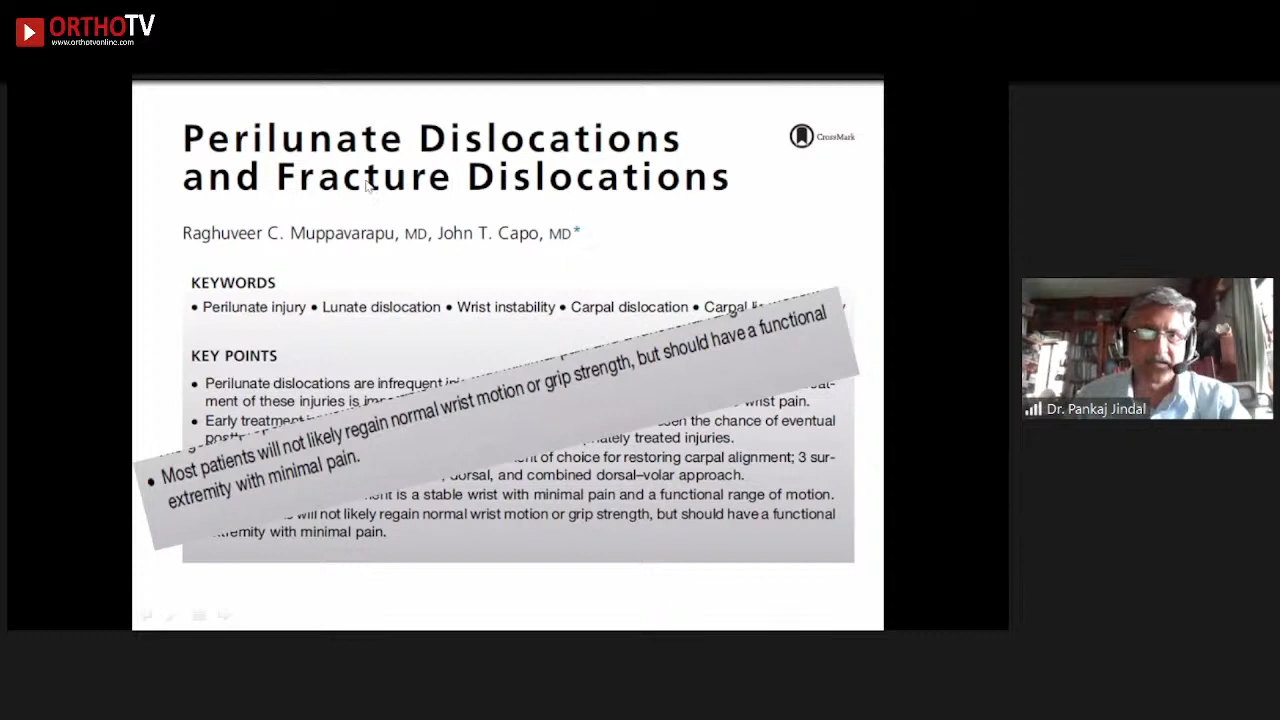 ORTHOTV
www.orthotvonline.com
Perilunate Dislocations
and Fracture Dislocations
CrossMark
Raghuveer C. Muppavarapu, MD, John T. Capo, MD*
KEYWORDS
• Perilunate injury • Lunate dislocation • Wrist instability • Carpal dislocation • Carpal
KEY POINTS
• Perilunate dislocations are infrequent
ment of these injuries is
wrist pain.
• Early treatment
the chance of eventual
treated injuries.
of choice for restoring carpal alignment; 3 sur-
dorsal, and combined dorsal–volar approach.
is a stable wrist with minimal pain and a functional range of motion.
will not likely regain normal wrist motion or grip strength, but should have a functional
extremity with minimal pain.
• Most patients will not likely regain normal wrist motion or grip strength, but should have a functional
extremity with minimal pain.
Dr. Pankaj Jindal